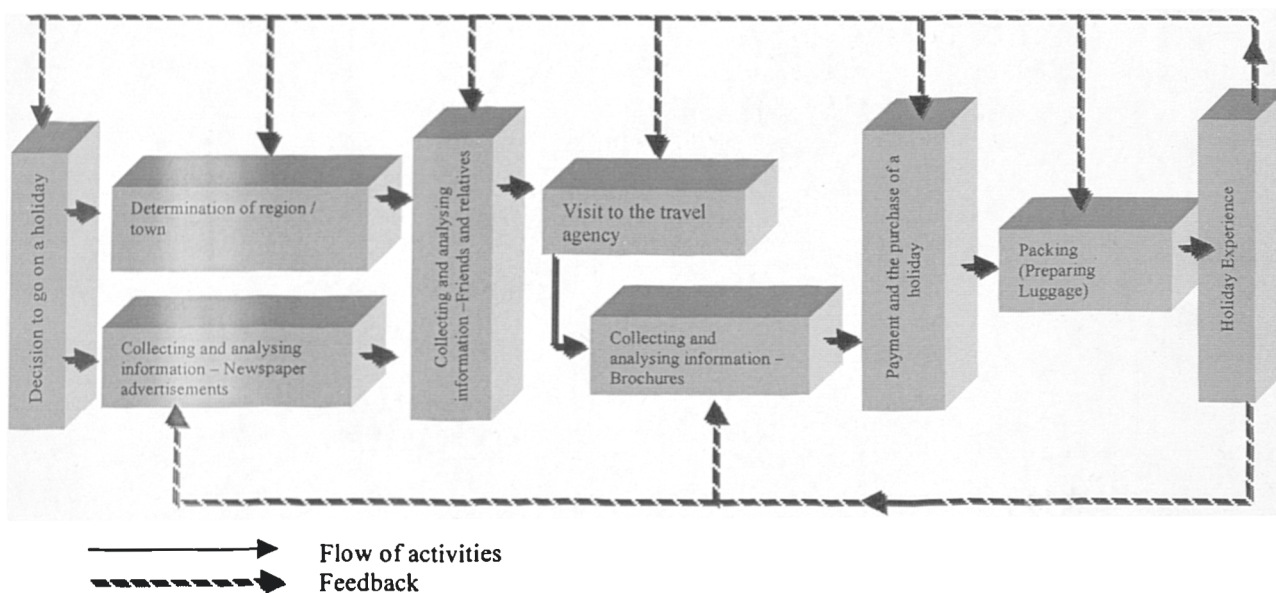 Decision to go on a holiday
Determination of region /
town
Collecting and analysing
information – Newspaper
advertisements
Collecting and analysing
information –Friends and relatives
Visit to the travel
agency
Collecting and
analysing information –
Brochures
Payment and the purchase of a
holiday
Packing
(Preparing
Luggage)
Holiday Experience
Flow of activities
Feedback